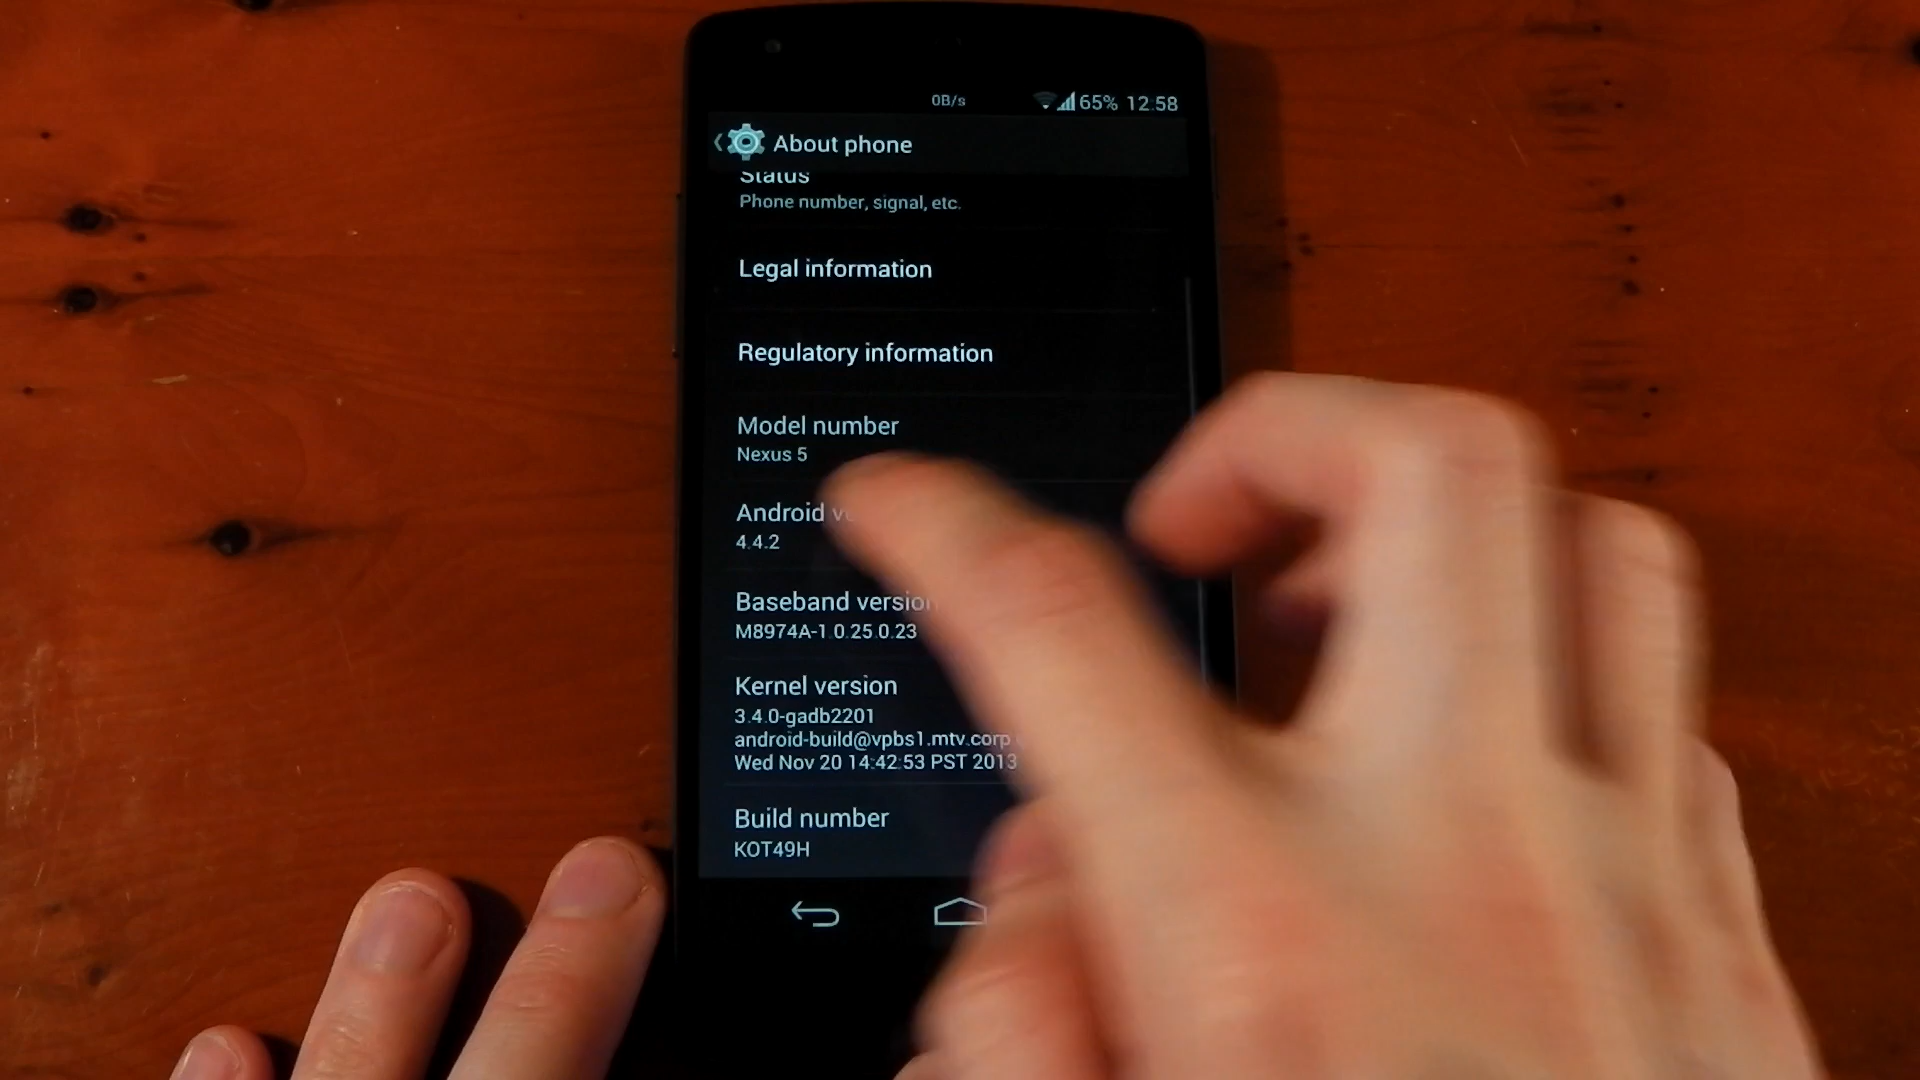 0B/s 65% 12:58
About phone
Status
Phone number, signal, etc.
Legal information
Regulatory information
Model number
Nexus 5
Android
4.4.2
Baseband version
M8974A-1.0.25.0.23
Kernel version
3.4.0-gadb2201
android-build@vpbs1.mtv.corp
Wed Nov 20 14:42:53 PST 2013
Build number
KOT49H